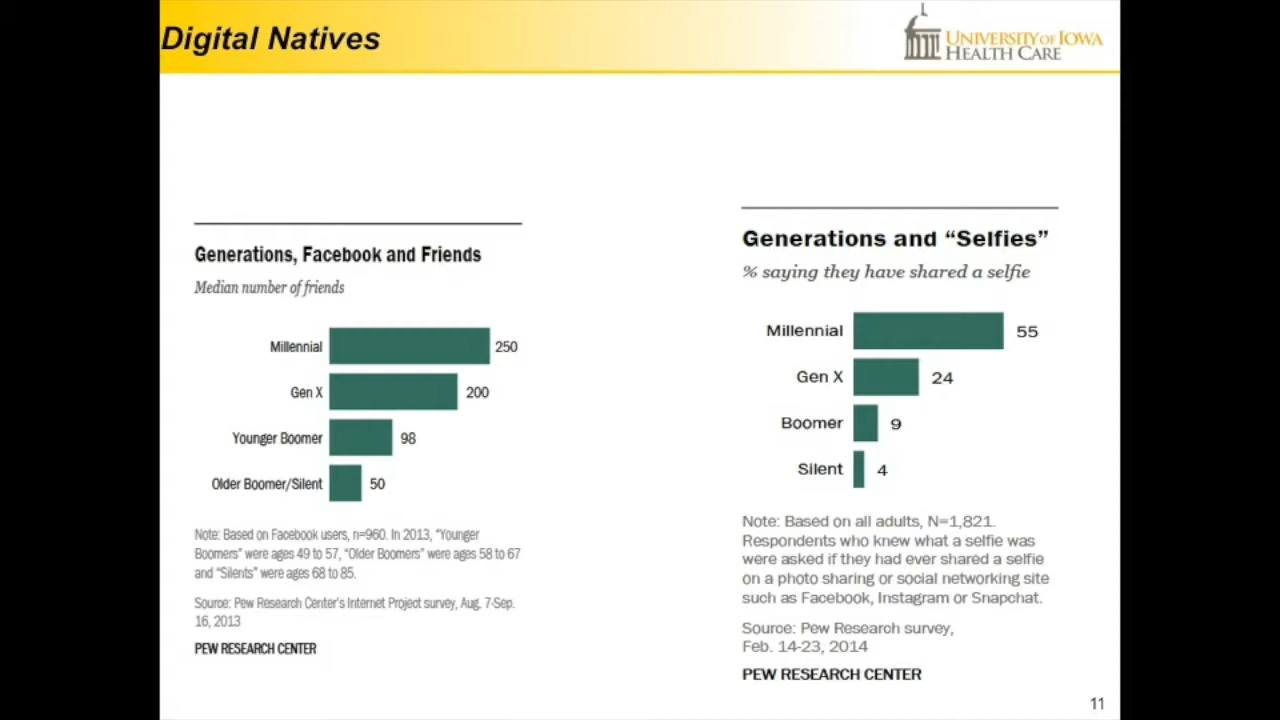 Digital Natives
UNIVERSITY OF IOWA
HEALTH CARE
Generations, Facebook and Friends
Median number of friends
Millennial 250
Gen X 200
Younger Boomer 98
Older Boomer/Silent 50
Note: Based on Facebook users, n=960. In 2013, “Younger
Boomers” were ages 49 to 57, “Older Boomers” were ages 58 to 67
and “Silents” were ages 68 to 85.
Source: Pew Research Center’s Internet Project survey, Aug. 7-Sep.
16, 2013
PEW RESEARCH CENTER
Generations and “Selfies”
% saying they have shared a selfie
Millennial 55
Gen X 24
Boomer 9
Silent 4
Note: Based on all adults, N=1,821.
Respondents who knew what a selfie was
were asked if they had ever shared a selfie
on a photo sharing or social networking site
such as Facebook, Instagram or Snapchat.
Source: Pew Research survey,
Feb. 14-23, 2014
PEW RESEARCH CENTER
11